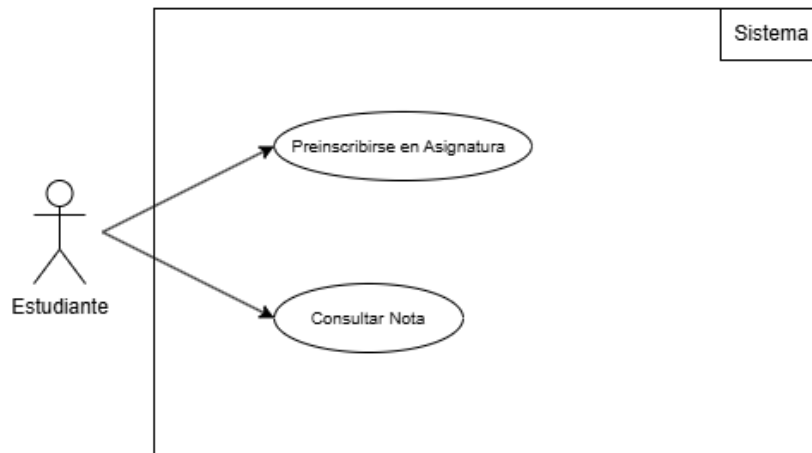 Sistema
Preinscribirse en Asignatura
Estudiante
Consultar Nota